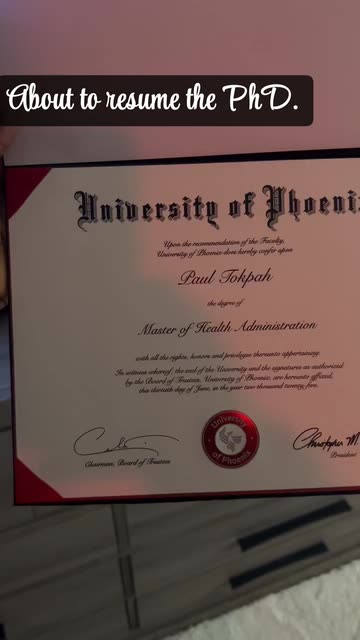 About to resume the PhD.
University of Phoenix
Upon the recommendation of the Faculty,
University of Phoenix does hereby confer upon
Paul Tokpah
the degree of
Master of Health Administration
with all the rights, honors and privileges thereunto appertaining.
In witness whereof, the seal of the University and the signatures as authorized
by the Board of Trustees, University of Phoenix, are hereunto affixed,
this thirtieth day of June, in the year two thousand twenty-five.
University
of Phoenix
Chairman, Board of Trustees
Christopher M.
President